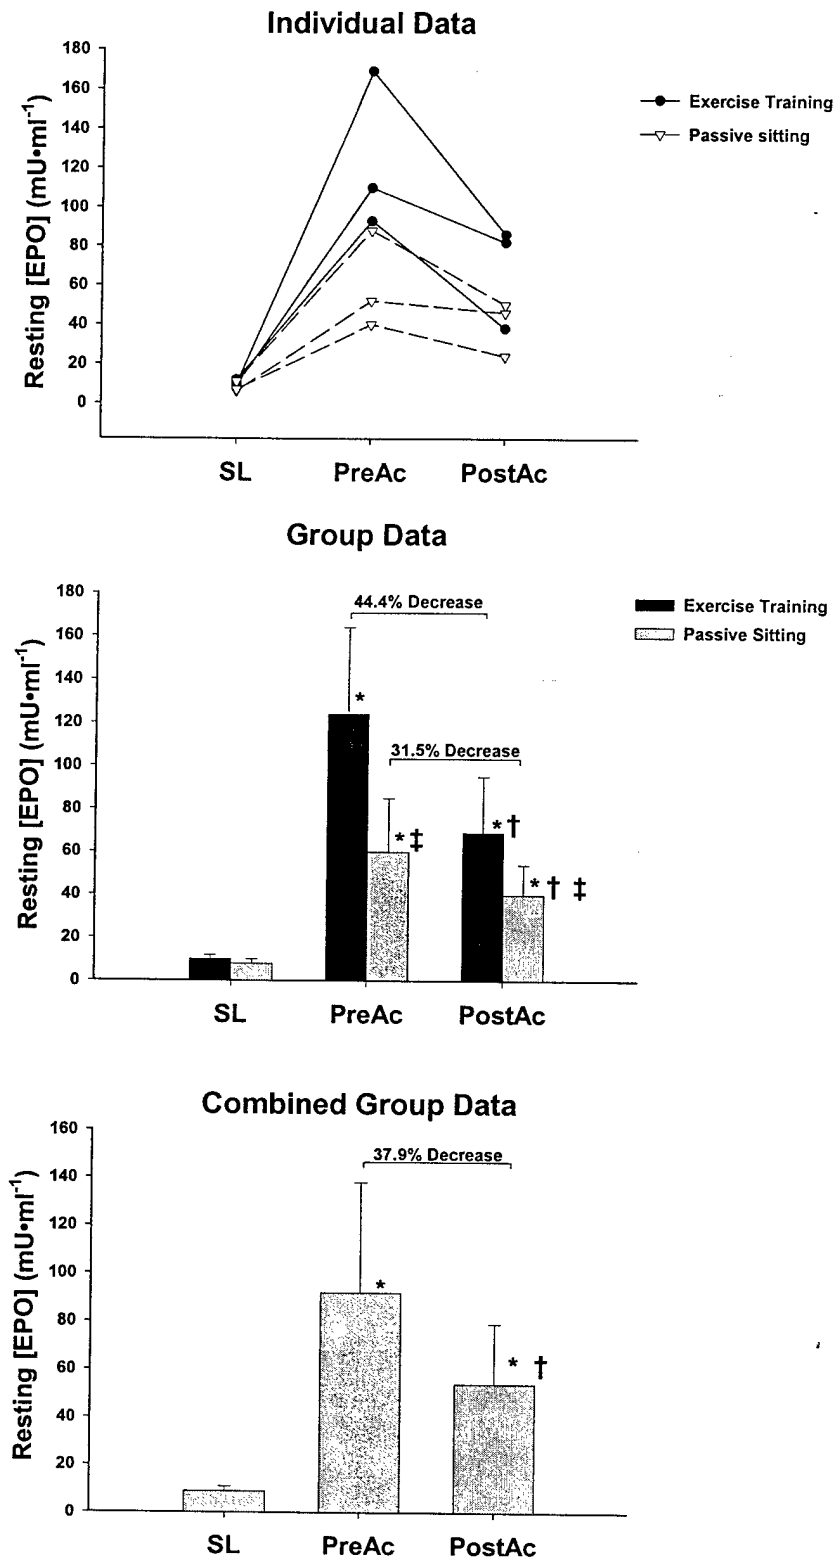 Individual Data
180
160
140
120
100
80
60
40
20
0
Resting [EPO] (mU•ml-1)
SL PreAc PostAc
Exercise Training
Passive sitting
Group Data
180
160
140
120
100
80
60
40
20
0
Resting [EPO] (mU•ml-1)
44.4% Decrease
*
31.5% Decrease
* ‡
* †
* † ‡
SL PreAc PostAc
Exercise Training
Passive Sitting
Combined Group Data
160
140
120
100
80
60
40
20
0
Resting [EPO] (mU•ml-1)
37.9% Decrease
*
* †
SL PreAc PostAc